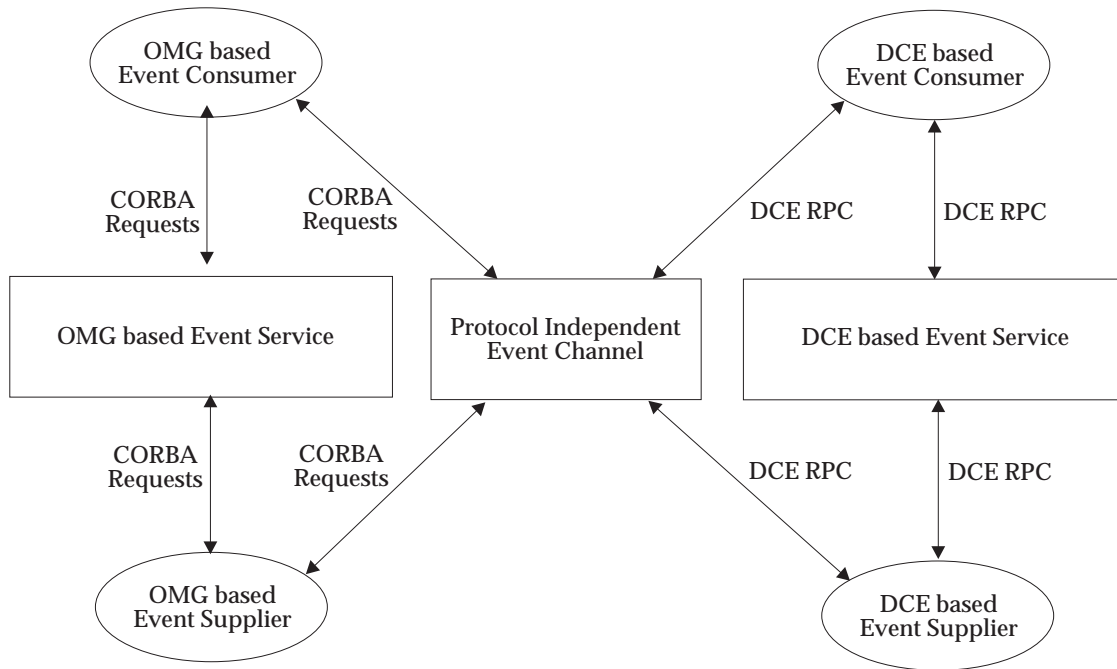 OMG based
Event Consumer
DCE based
Event Consumer
CORBA
Requests
CORBA
Requests
DCE RPC
DCE RPC
OMG based Event Service
Protocol Independent
Event Channel
DCE based Event Service
CORBA
Requests
CORBA
Requests
DCE RPC
DCE RPC
OMG based
Event Supplier
DCE based
Event Supplier